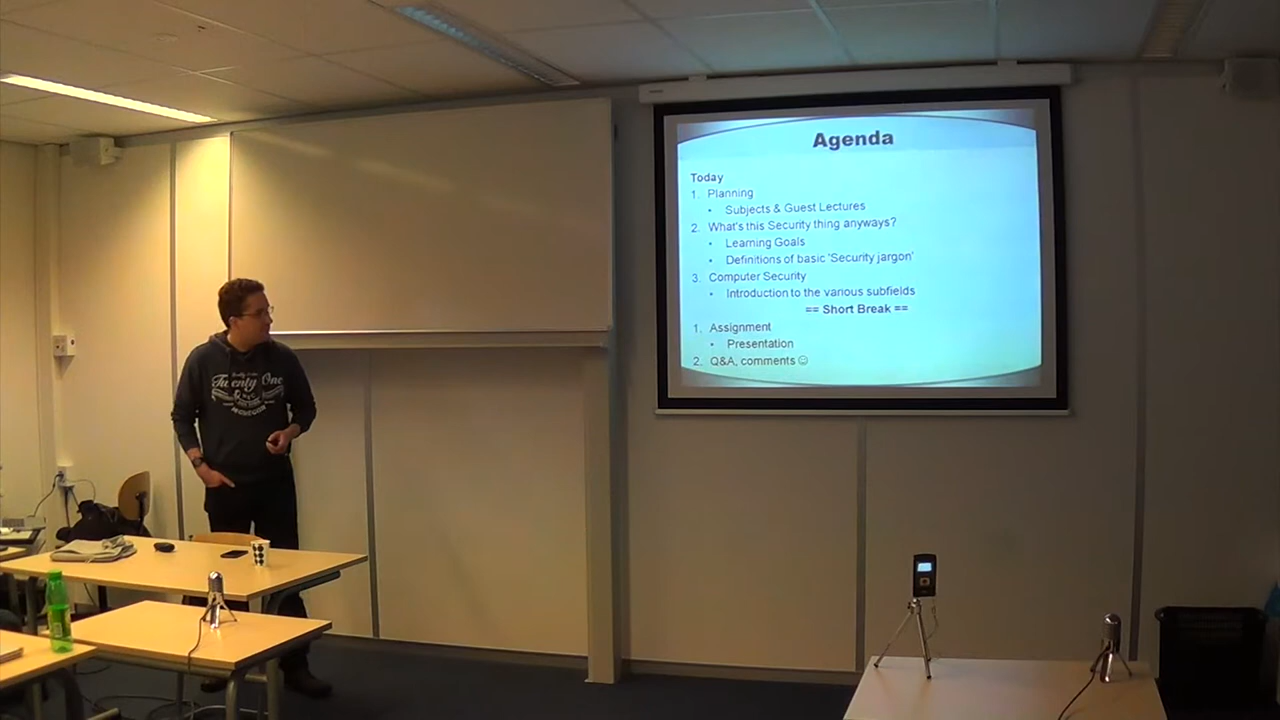 Twenty One
N.Y.C
McGREGOR
Agenda
Today
1. Planning
• Subjects & Guest Lectures
2. What's this Security thing anyways?
• Learning Goals
• Definitions of basic 'Security jargon'
3. Computer Security
• Introduction to the various subfields
== Short Break ==
1. Assignment
• Presentation
2. Q&A, comments ☺